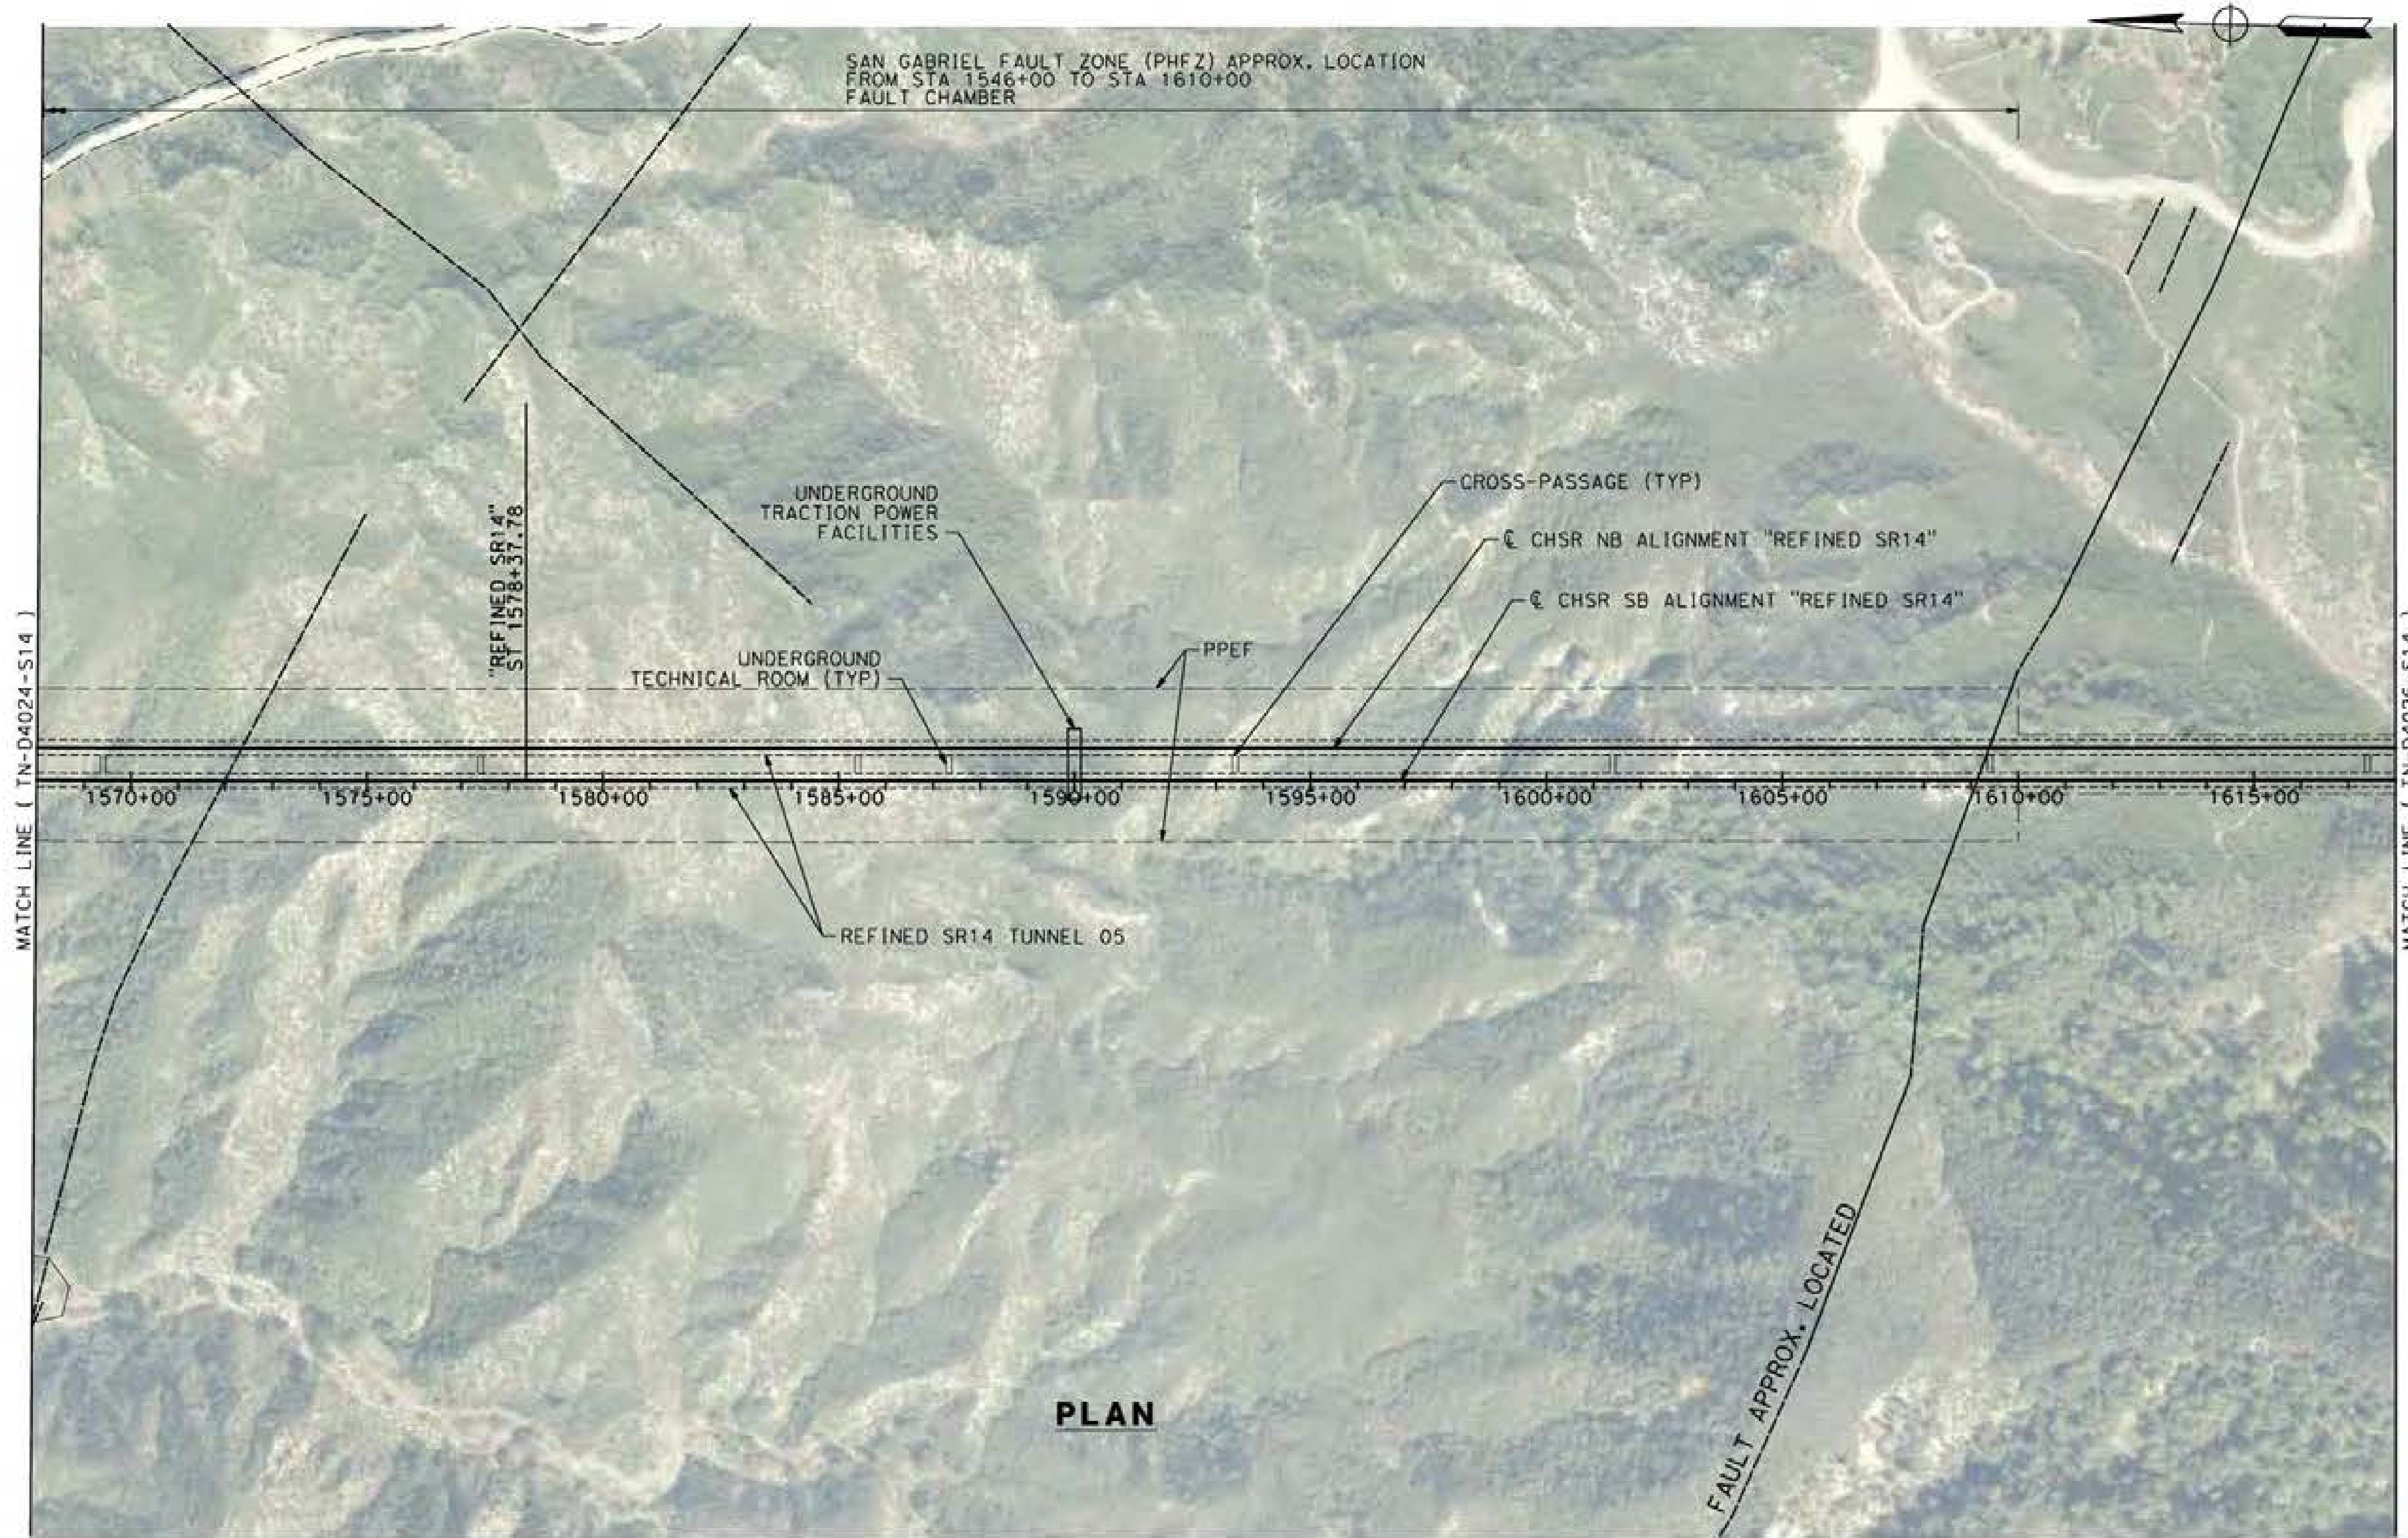 SAN GABRIEL FAULT ZONE (PHFZ) APPROX. LOCATION
FROM STA 1546+00 TO STA 1610+00
FAULT CHAMBER
"REFINED SR14"
ST 1578+37.78
UNDERGROUND
TRACTION POWER
FACILITIES
CROSS-PASSAGE (TYP)
℄ CHSR NB ALIGNMENT "REFINED SR14"
℄ CHSR SB ALIGNMENT "REFINED SR14"
PPEF
UNDERGROUND
TECHNICAL ROOM (TYP)
MATCH LINE ( TN-D4024-S14 )
1570+00 1575+00 1580+00 1585+00 1590+00 1595+00 1600+00 1605+00 1610+00 1615+00
REFINED SR14 TUNNEL 05
FAULT APPROX. LOCATED
PLAN